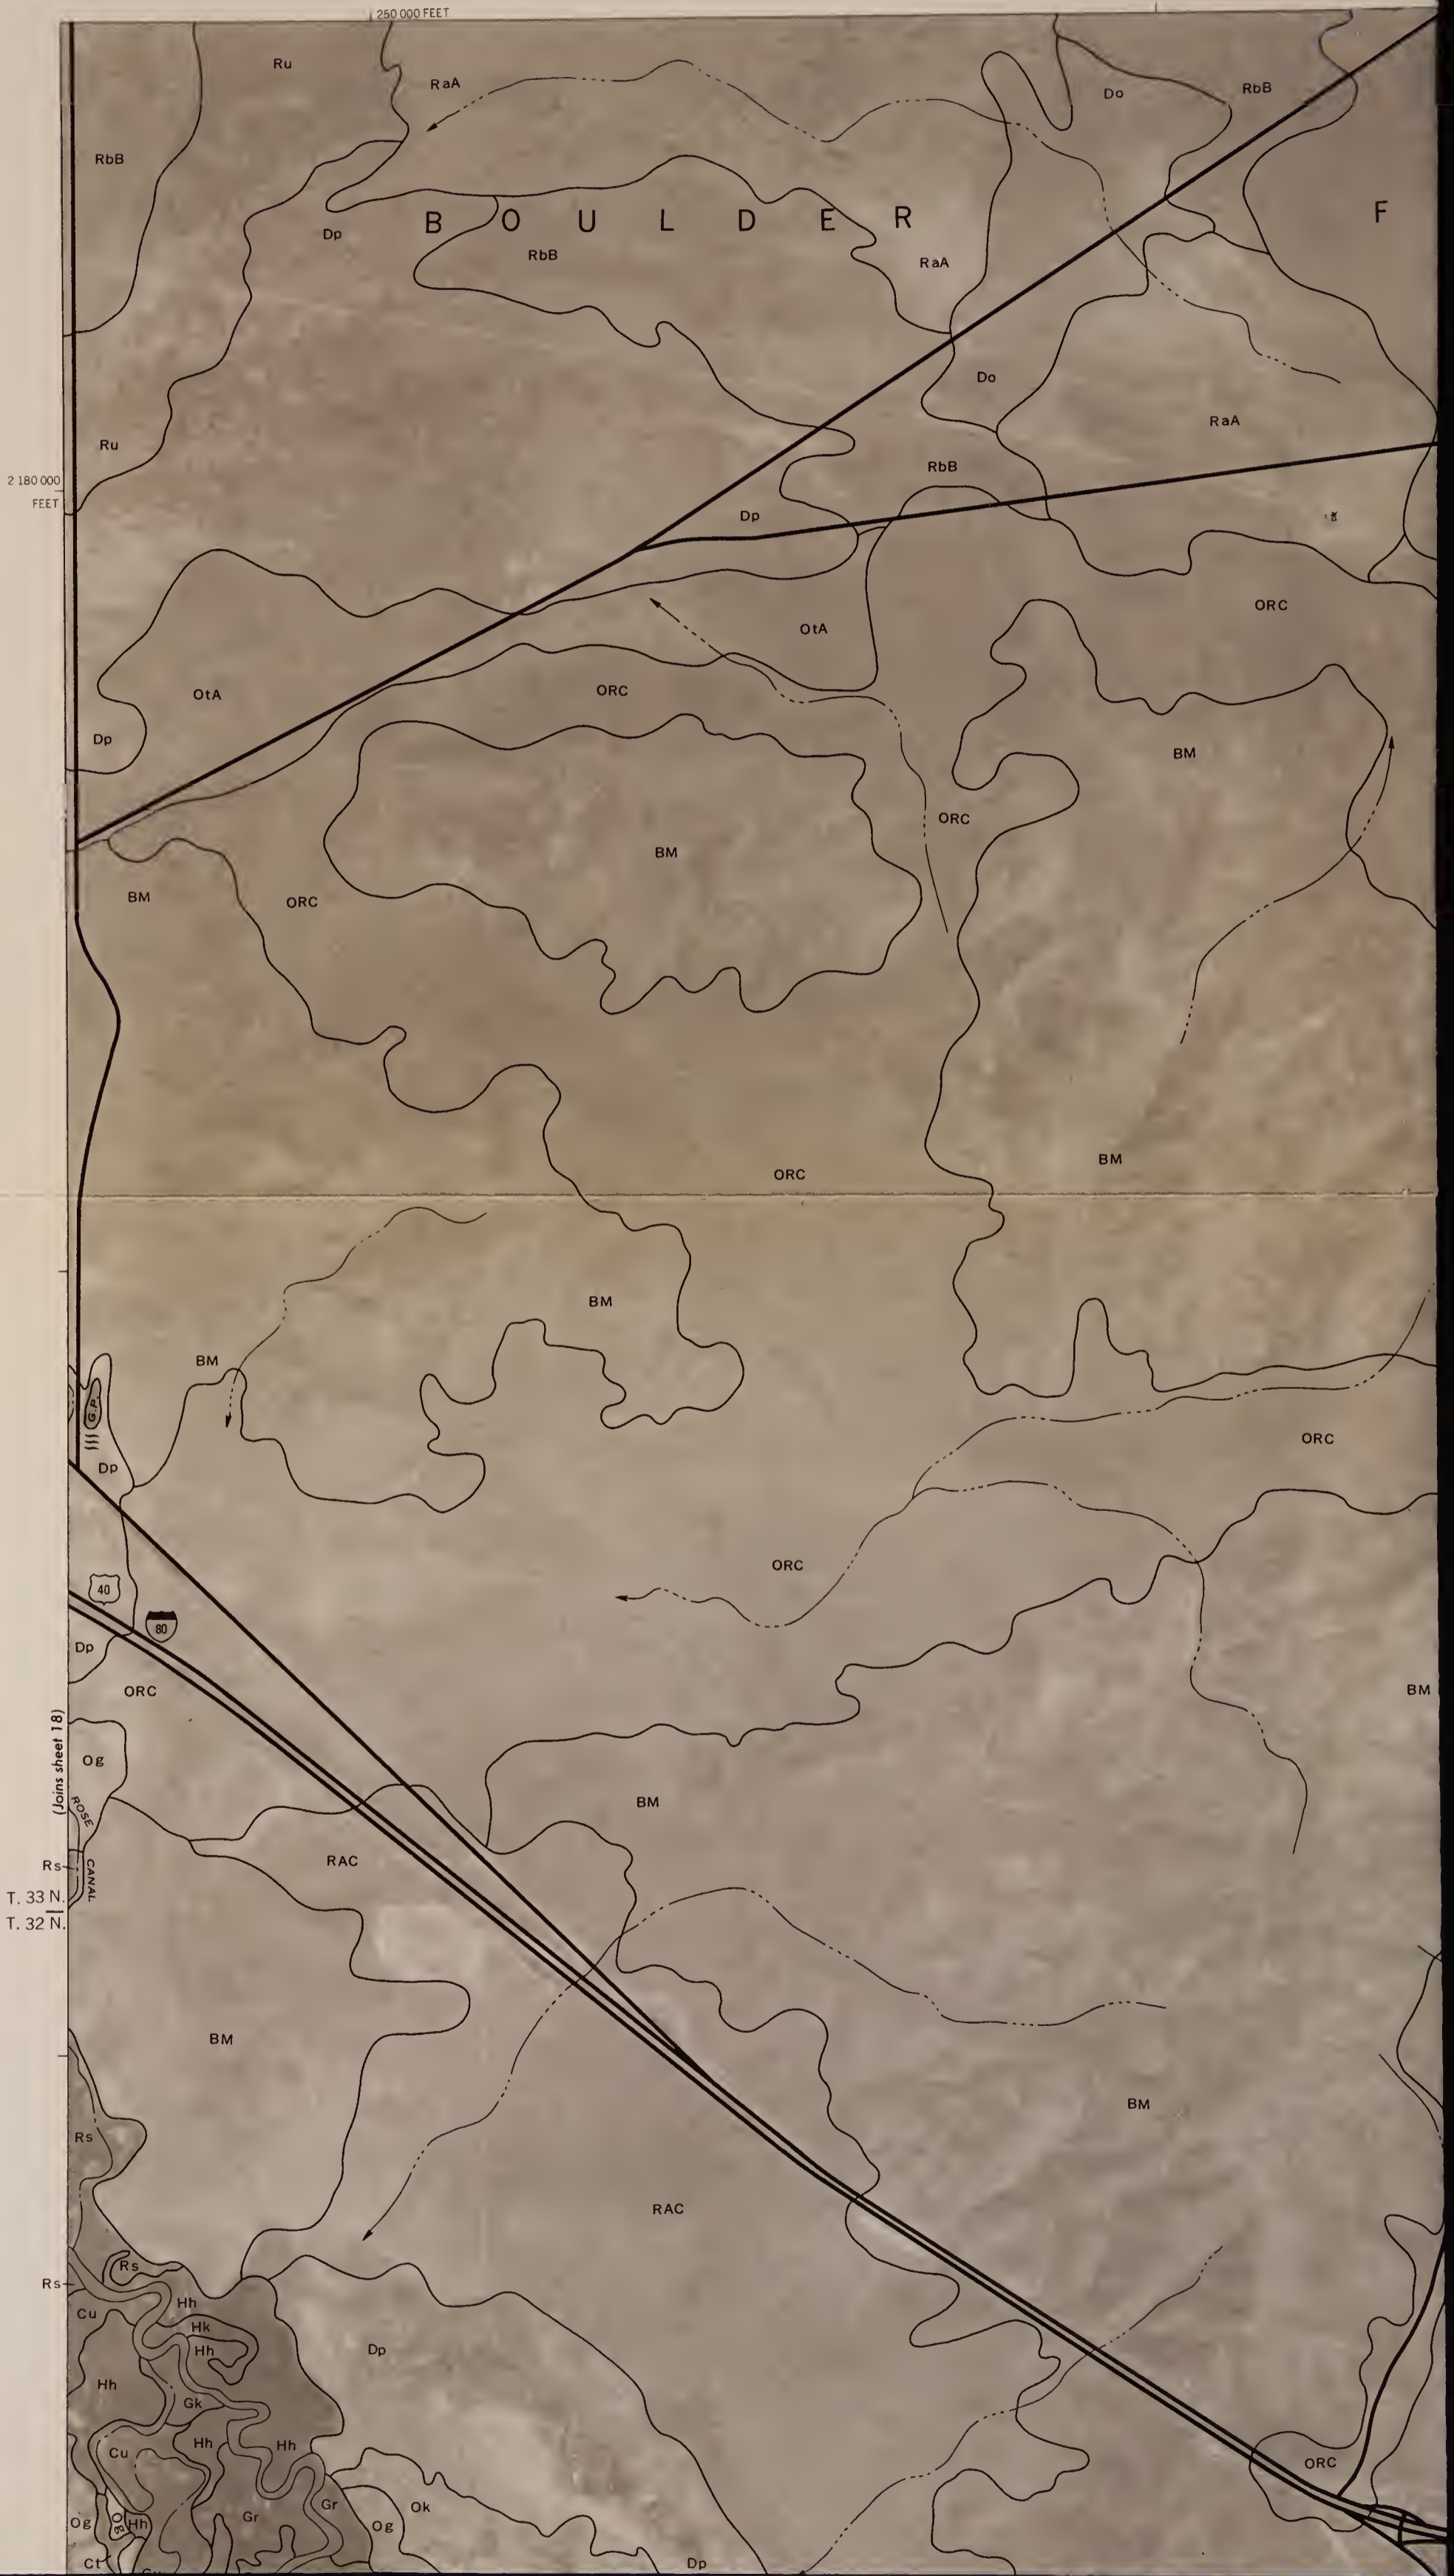 250 000 FEET
Ru
RaA
Do
RbB
RbB
B O U L D E R
F
Dp
RbB
RaA
Do
RaA
Ru
RbB
2 180 000
FEET
Dp
ORC
OtA
ORC
OtA
Dp
BM
ORC
BM
BM
ORC
BM
ORC
BM
BM
G.P.
ORC
Dp
ORC
40
80
Dp
ORC
BM
(Joins sheet 18)
Og
ROSE
CANAL
BM
RAC
Rs
T. 33 N.
T. 32 N.
BM
BM
Rs
RAC
Rs
Rs
Hh
Cu
Hk
Hh
Dp
Hh
Gk
Hh
Hh
Cu
ORC
Gr
Gr
Ok
Og
Og
Hh
Og
Ct
Dp